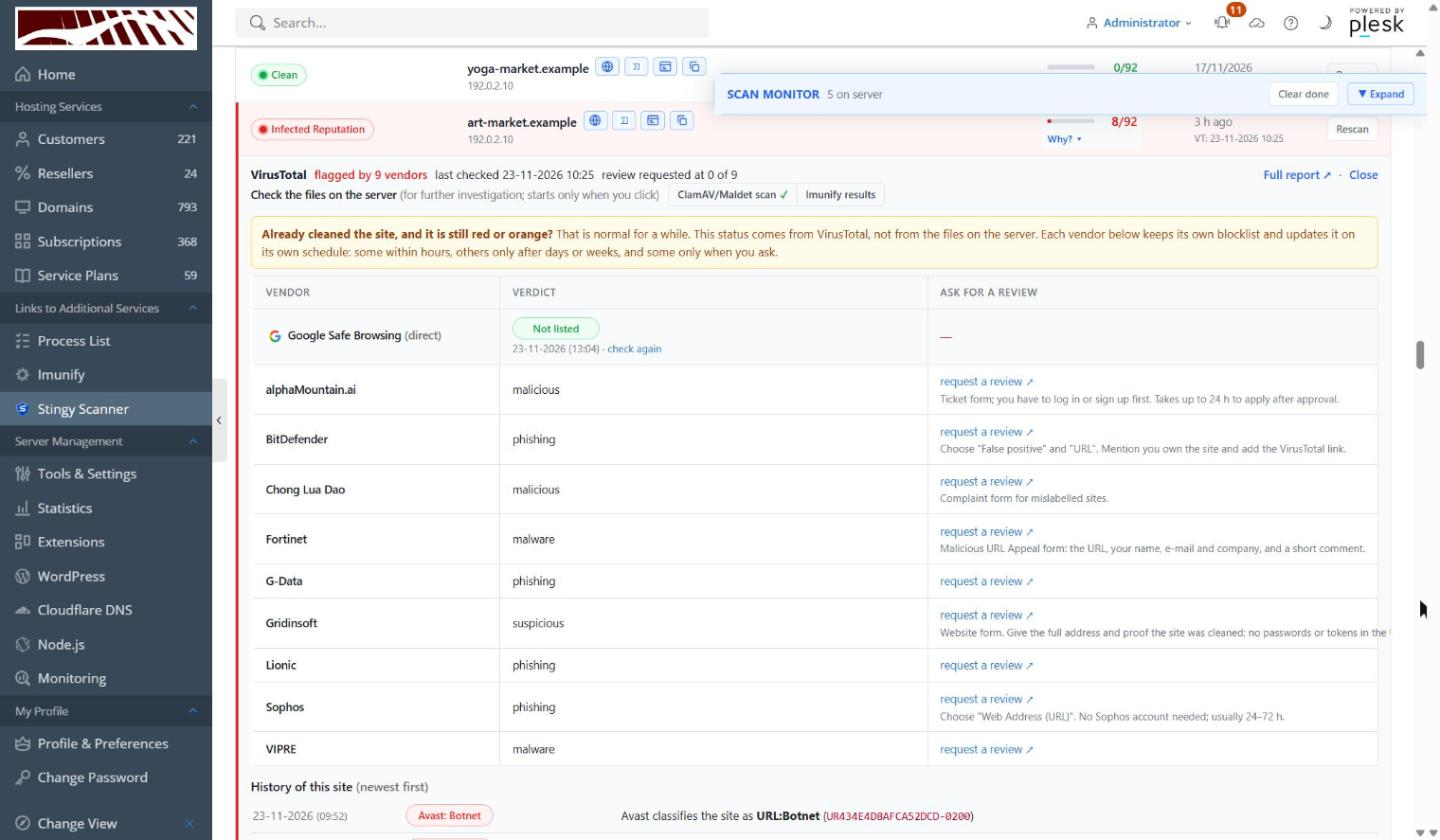 Search...
Administrator
11
POWERED BY
plesk
Home
Hosting Services
Customers 221
Resellers 24
Domains 793
Subscriptions 368
Service Plans 59
Links to Additional Services
Process List
Imunify
Stingy Scanner
Server Management
Tools & Settings
Statistics
Extensions
WordPress
Cloudflare DNS
Node.js
Monitoring
My Profile
Profile & Preferences
Change Password
Change View
Clean yoga-market.example 0/92 17/11/2026
192.0.2.10
SCAN MONITOR 5 on server Clear done ▼ Expand
Infected Reputation art-market.example 8/92 3 h ago Rescan
192.0.2.10 Why? ▾ VT: 23-11-2026 10:25
VirusTotal flagged by 9 vendors last checked 23-11-2026 10:25 review requested at 0 of 9 Full report ↗ · Close
Check the files on the server (for further investigation; starts only when you click) ClamAV/Maldet scan ✓ Imunify results
Already cleaned the site, and it is still red or orange? That is normal for a while. This status comes from VirusTotal, not from the files on the server. Each vendor below keeps its own blocklist and updates it on
its own schedule: some within hours, others only after days or weeks, and some only when you ask.
VENDOR VERDICT ASK FOR A REVIEW
Google Safe Browsing (direct) Not listed —
23-11-2026 (13:04) · check again
alphaMountain.ai malicious request a review ↗
Ticket form; you have to log in or sign up first. Takes up to 24 h to apply after approval.
BitDefender phishing request a review ↗
Choose "False positive" and "URL". Mention you own the site and add the VirusTotal link.
Chong Lua Dao malicious request a review ↗
Complaint form for mislabelled sites.
Fortinet malware request a review ↗
Malicious URL Appeal form: the URL, your name, e-mail and company, and a short comment.
G-Data phishing request a review ↗
Gridinsoft suspicious request a review ↗
Website form. Give the full address and proof the site was cleaned; no passwords or tokens in the
Lionic phishing request a review ↗
Sophos phishing request a review ↗
Choose "Web Address (URL)". No Sophos account needed; usually 24–72 h.
VIPRE malware request a review ↗
History of this site (newest first)
23-11-2026 (09:52) Avast: Botnet Avast classifies the site as URL:Botnet (UR434E4D8AFCA52DCD-0200)